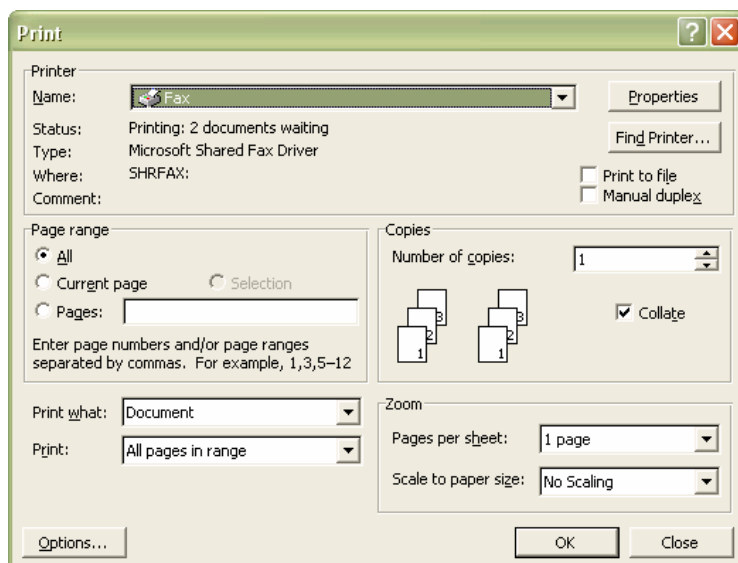 Print
Printer
Name: Fax Properties
Status: Printing: 2 documents waiting
Type: Microsoft Shared Fax Driver Find Printer...
Where: SHRFAX: Print to file
Comment: Manual duplex
Page range
All
Current page Selection
Pages:
Enter page numbers and/or page ranges
separated by commas. For example, 1,3,5–12
Copies
Number of copies: 1
3 3
2 2
1 1
Collate
Print what: Document
Print: All pages in range
Zoom
Pages per sheet: 1 page
Scale to paper size: No Scaling
Options... OK Close